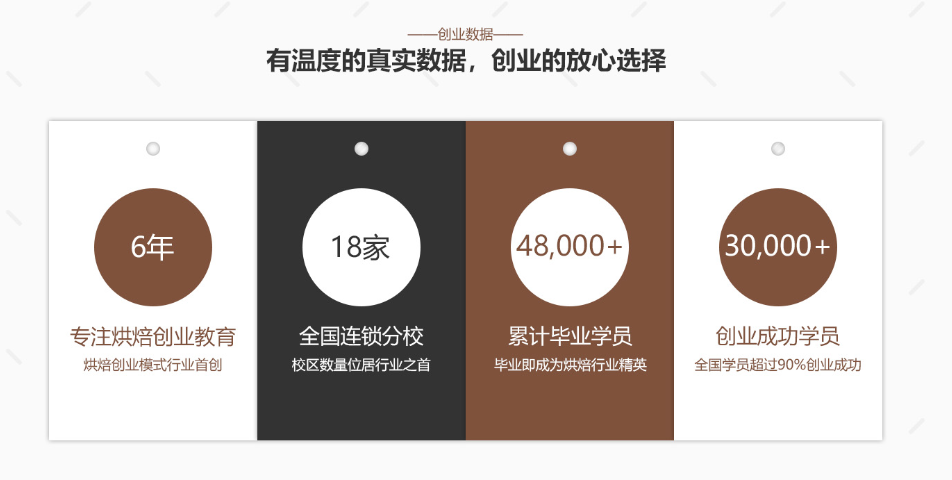 ——创业数据——
有温度的真实数据，创业的放心选择
6年
专注烘焙创业教育
烘焙创业模式行业首创
18家
全国连锁分校
校区数量位居行业之首
48,000+
累计毕业学员
毕业即成为烘焙行业精英
30,000+
创业成功学员
全国学员超过90%创业成功